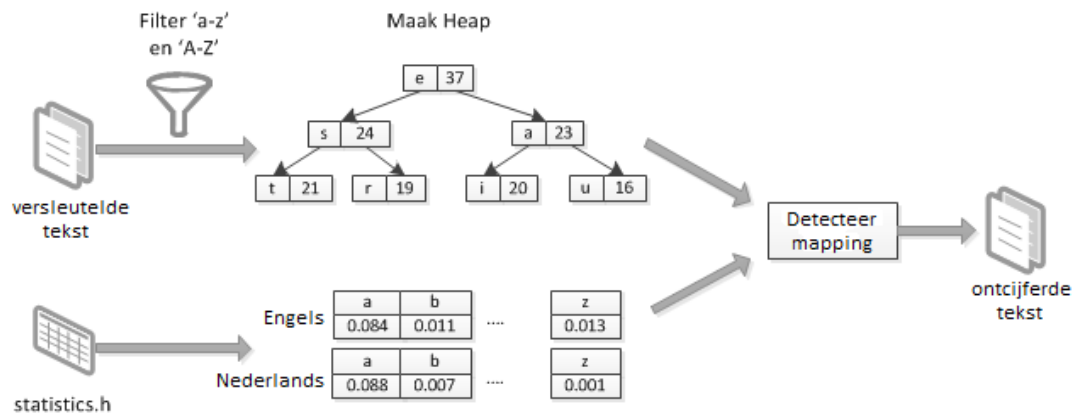 Filter 'a-z'
en 'A-Z'
Maak Heap
e 37
s 24
a 23
t 21
r 19
i 20
u 16
versleutelde
tekst
Detecteer
mapping
ontcijferde
tekst
a b z
Engels 0.084 0.011 .... 0.013
a b z
Nederlands 0.088 0.007 .... 0.001
statistics.h